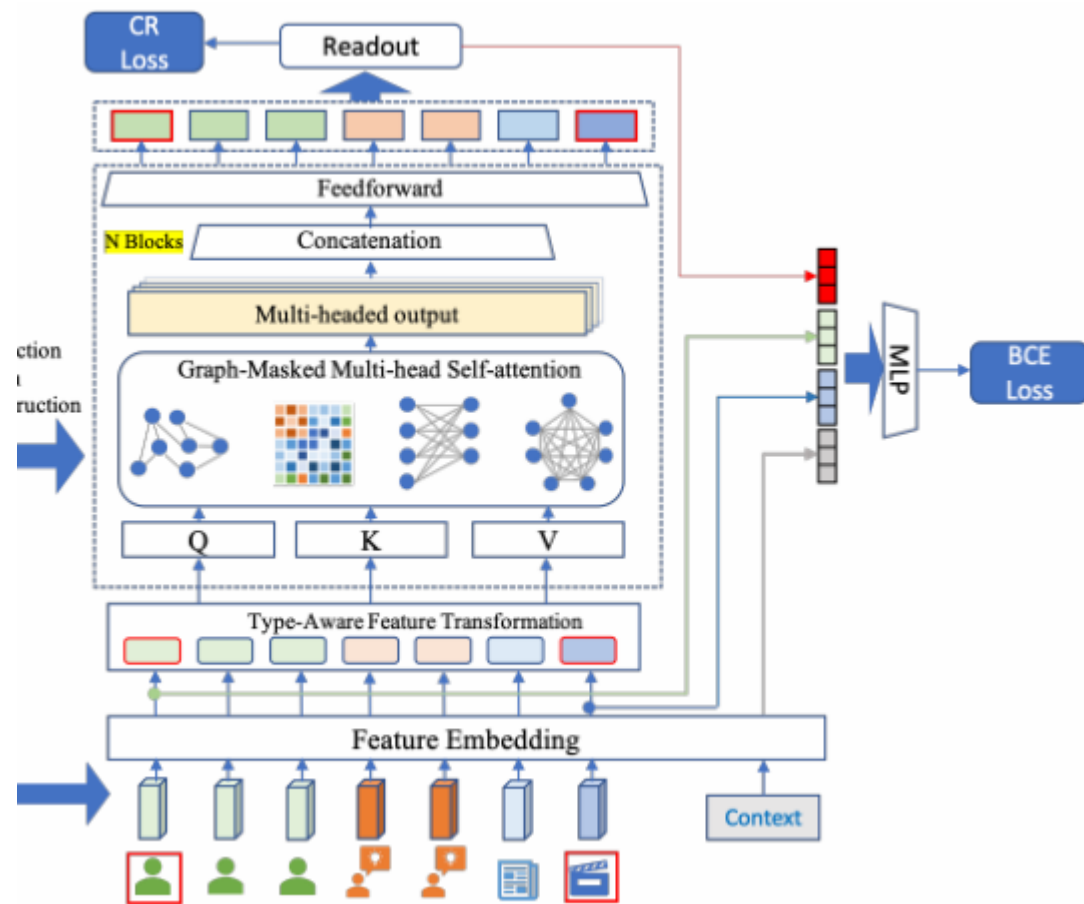 CR
Loss
Readout
Feedforward
N Blocks
Concatenation
Multi-headed output
Graph-Masked Multi-head Self-attention
ction
ruction
Q
K
V
Type-Aware Feature Transformation
Feature Embedding
Context
MLP
BCE
Loss